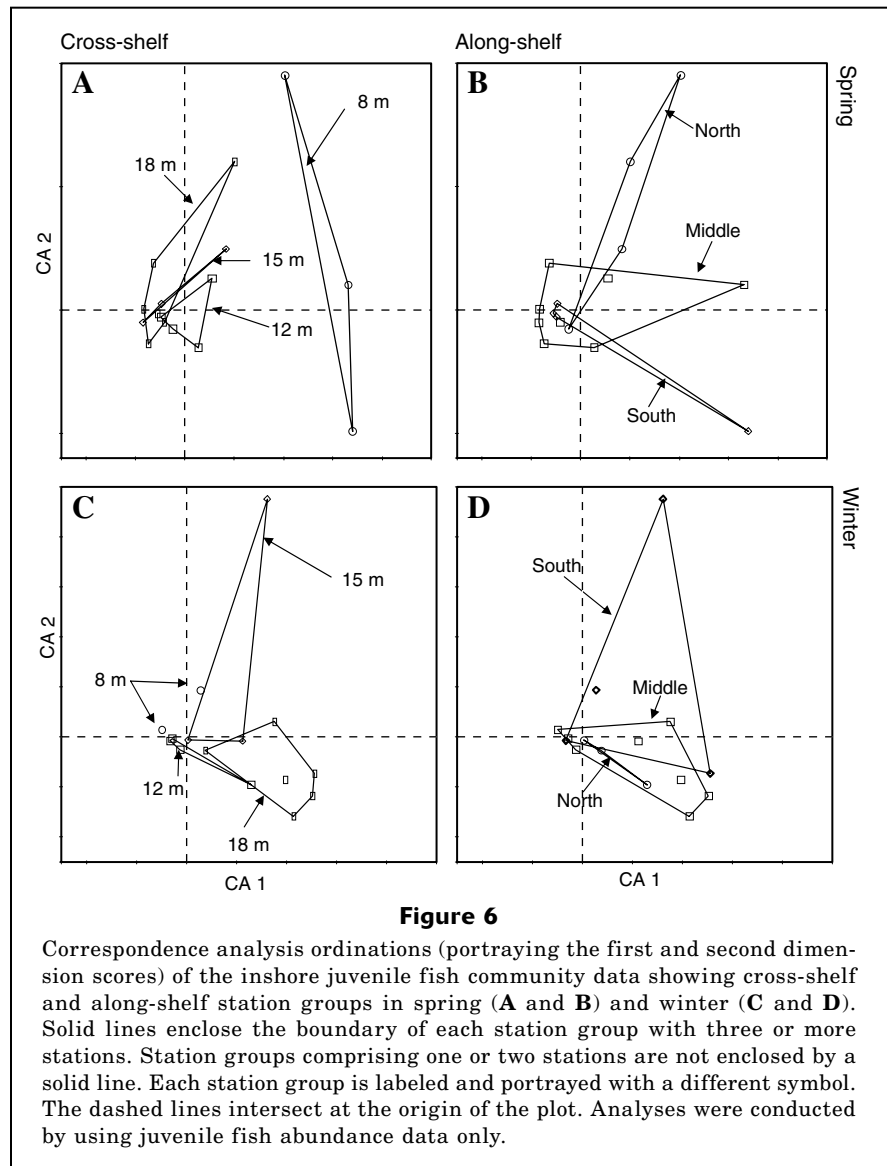 Cross-shelf
Along-shelf
A
8 m
18 m
15 m
12 m
CA 2
B
North
Middle
South
Spring
C
15 m
8 m
12 m
18 m
CA 2
CA 1
D
South
Middle
North
CA 1
Winter
Figure 6
Correspondence analysis ordinations (portraying the first and second dimen-
sion scores) of the inshore juvenile fish community data showing cross-shelf
and along-shelf station groups in spring (A and B) and winter (C and D).
Solid lines enclose the boundary of each station group with three or more
stations. Station groups comprising one or two stations are not enclosed by a
solid line. Each station group is labeled and portrayed with a different symbol.
The dashed lines intersect at the origin of the plot. Analyses were conducted
by using juvenile fish abundance data only.